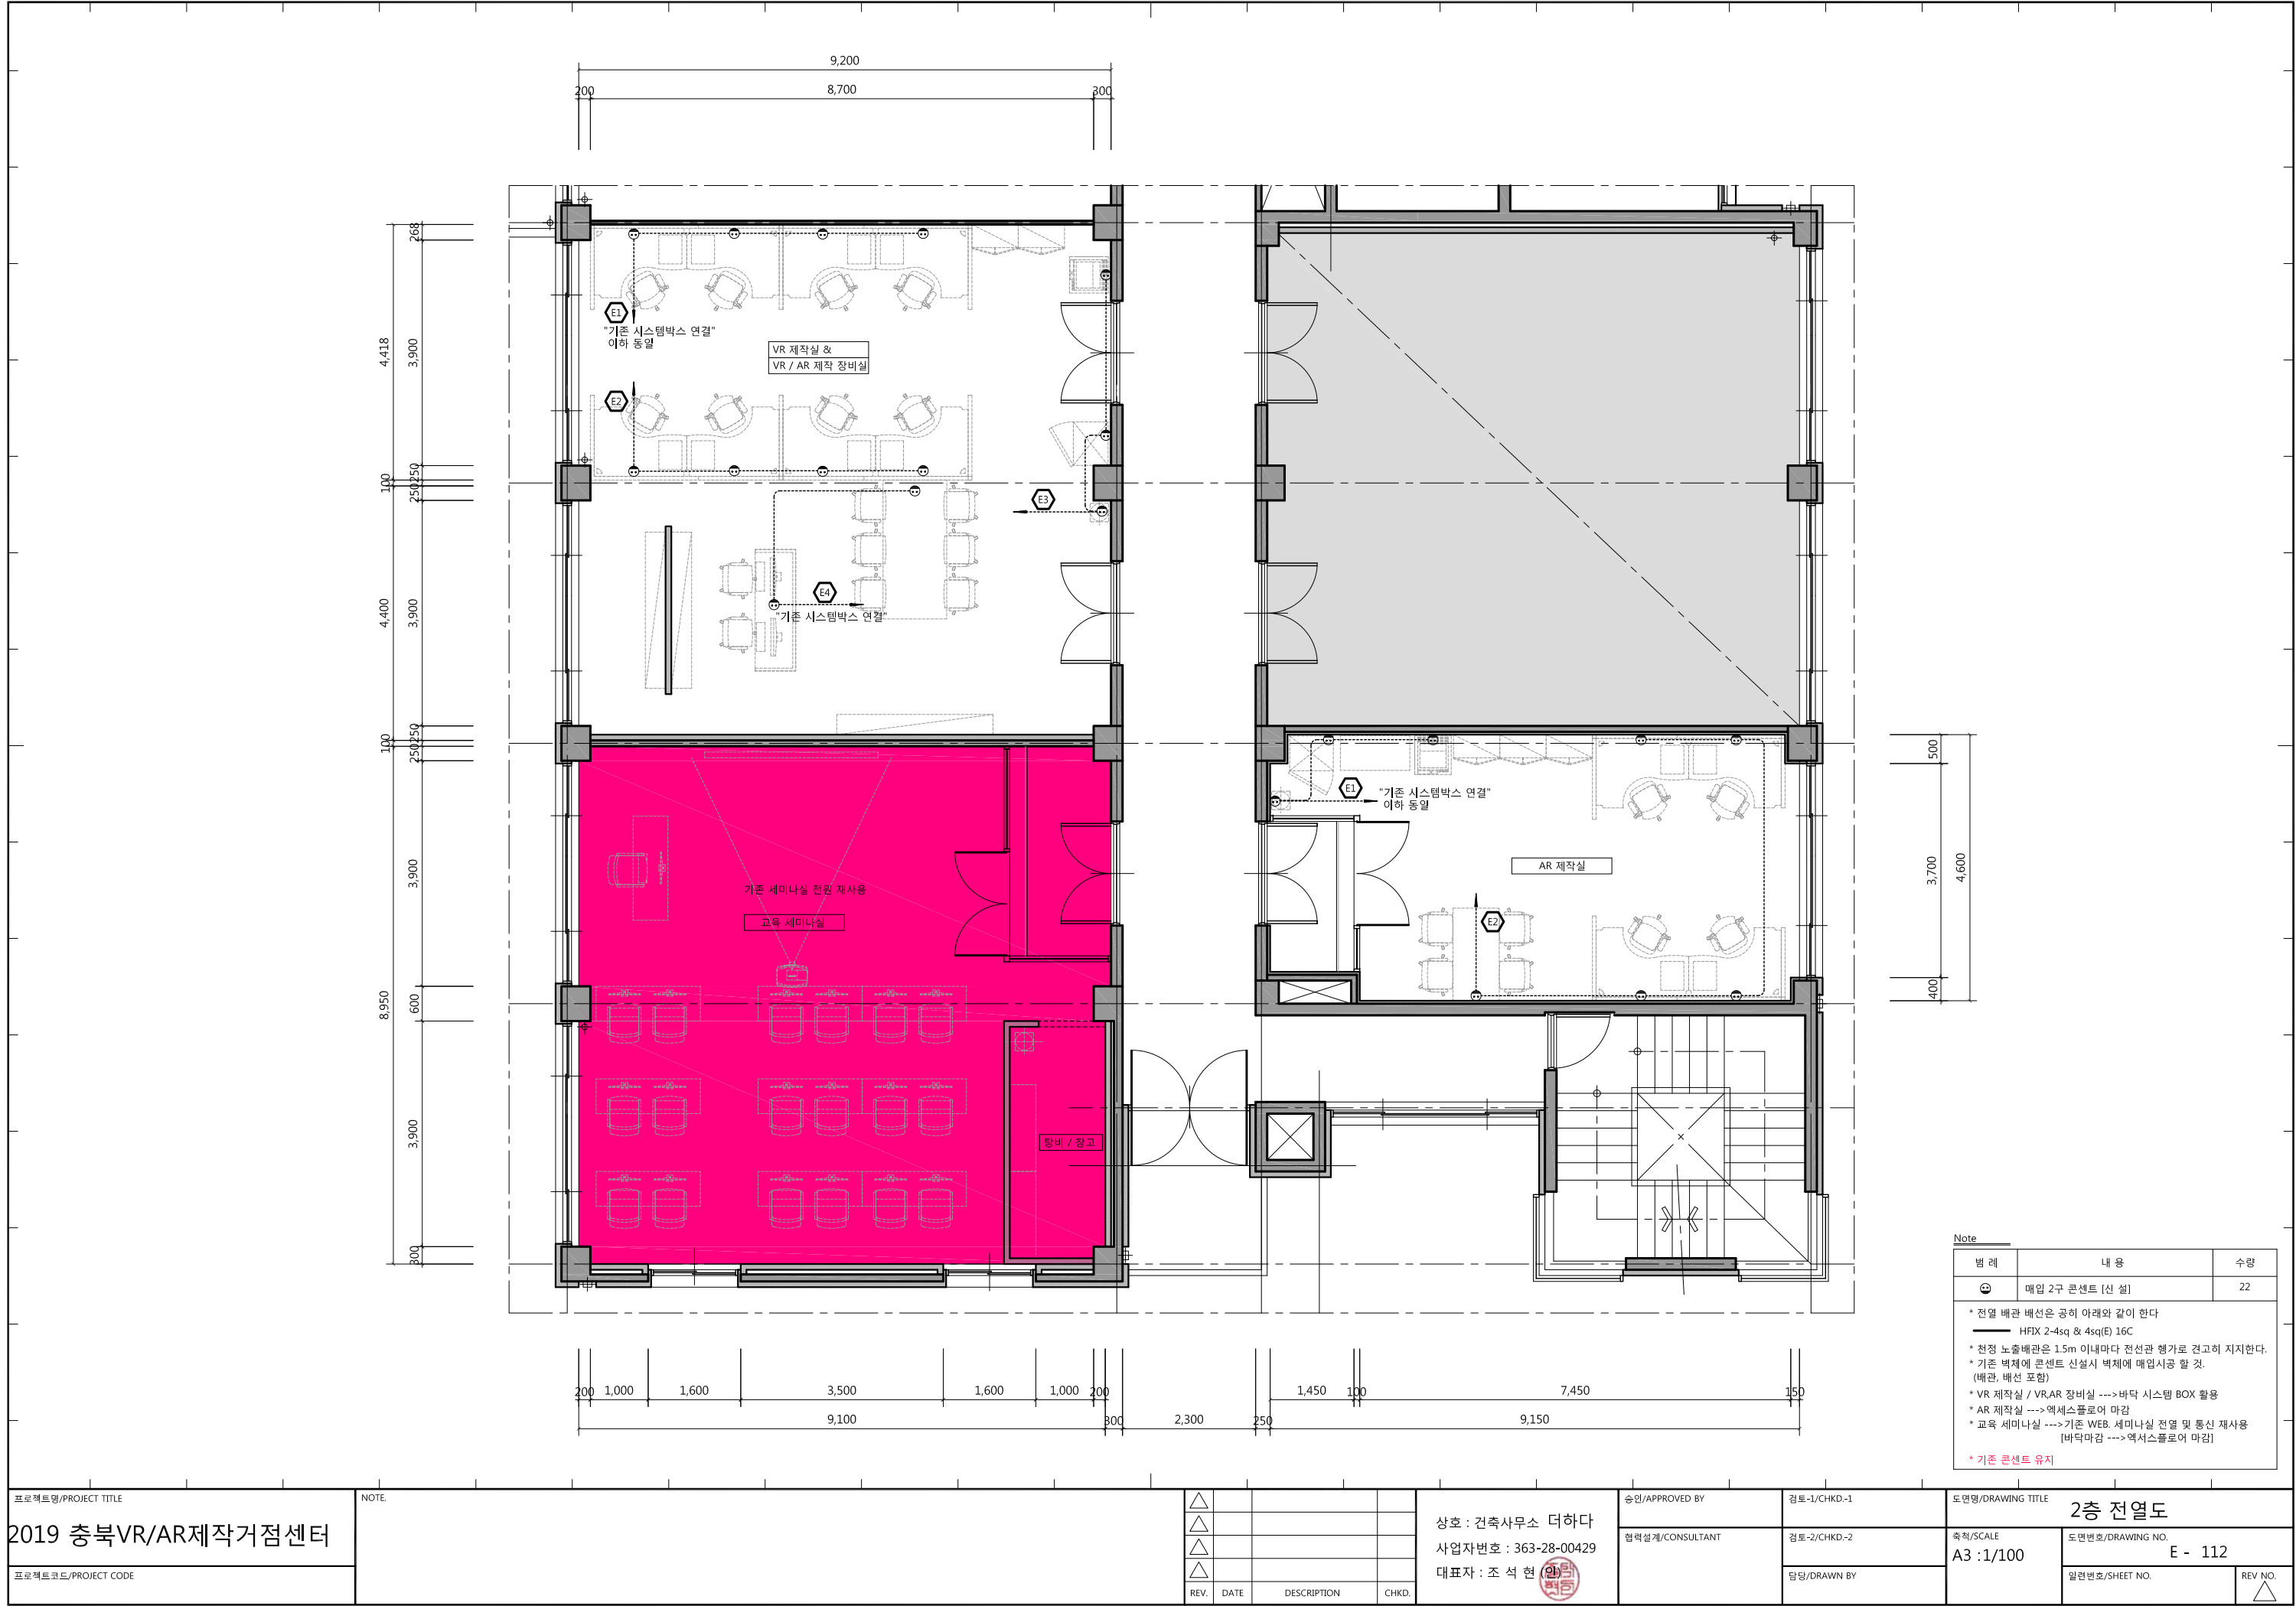 9,200
200
8,700
300
268
4,418
3,900
100
250
250
4,400
3,900
100
250
250
3,900
8,950
600
3,900
300
E1
"기존 시스템박스 연결"
이하 동일
VR 제작실 &
VR / AR 제작 장비실
E2
E3
E4
"기존 시스템박스 연결"
기존 세미나실 전원 재사용
교육 세미나실
탕비 / 창고
E1
"기존 시스템박스 연결"
이하 동일
AR 제작실
E2
500
3,700
4,600
400
200
1,000
1,600
3,500
1,600
1,000
200
1,450
100
7,450
150
9,100
300
2,300
250
9,150
Note
범 례 내 용 수량
매입 2구 콘센트 [신 설] 22
* 전열 배관 배선은 공히 아래와 같이 한다
HFIX 2-4sq & 4sq(E) 16C
* 천정 노출배관은 1.5m 이내마다 전선관 행가로 견고히 지지한다.
* 기존 벽체에 콘센트 신설시 벽체에 매입시공 할 것.
(배관, 배선 포함)
* VR 제작실 / VR,AR 장비실 --->바닥 시스템 BOX 활용
* AR 제작실 --->엑세스플로어 마감
* 교육 세미나실 --->기존 WEB. 세미나실 전열 및 통신 재사용
[바닥마감 --->엑서스플로어 마감]
* 기존 콘센트 유지
프로젝트명/PROJECT TITLE
2019 충북VR/AR제작거점센터
프로젝트코드/PROJECT CODE
NOTE.
REV. DATE DESCRIPTION CHKD.
상호 : 건축사무소 더하다
사업자번호 : 363-28-00429
대표자 : 조 석 현 (인)
승인/APPROVED BY
협력설계/CONSULTANT
검토-1/CHKD.-1
검토-2/CHKD.-2
담당/DRAWN BY
도면명/DRAWING TITLE
2층 전열도
축척/SCALE
A3 :1/100
도면번호/DRAWING NO.
E - 112
일련번호/SHEET NO.
REV NO.